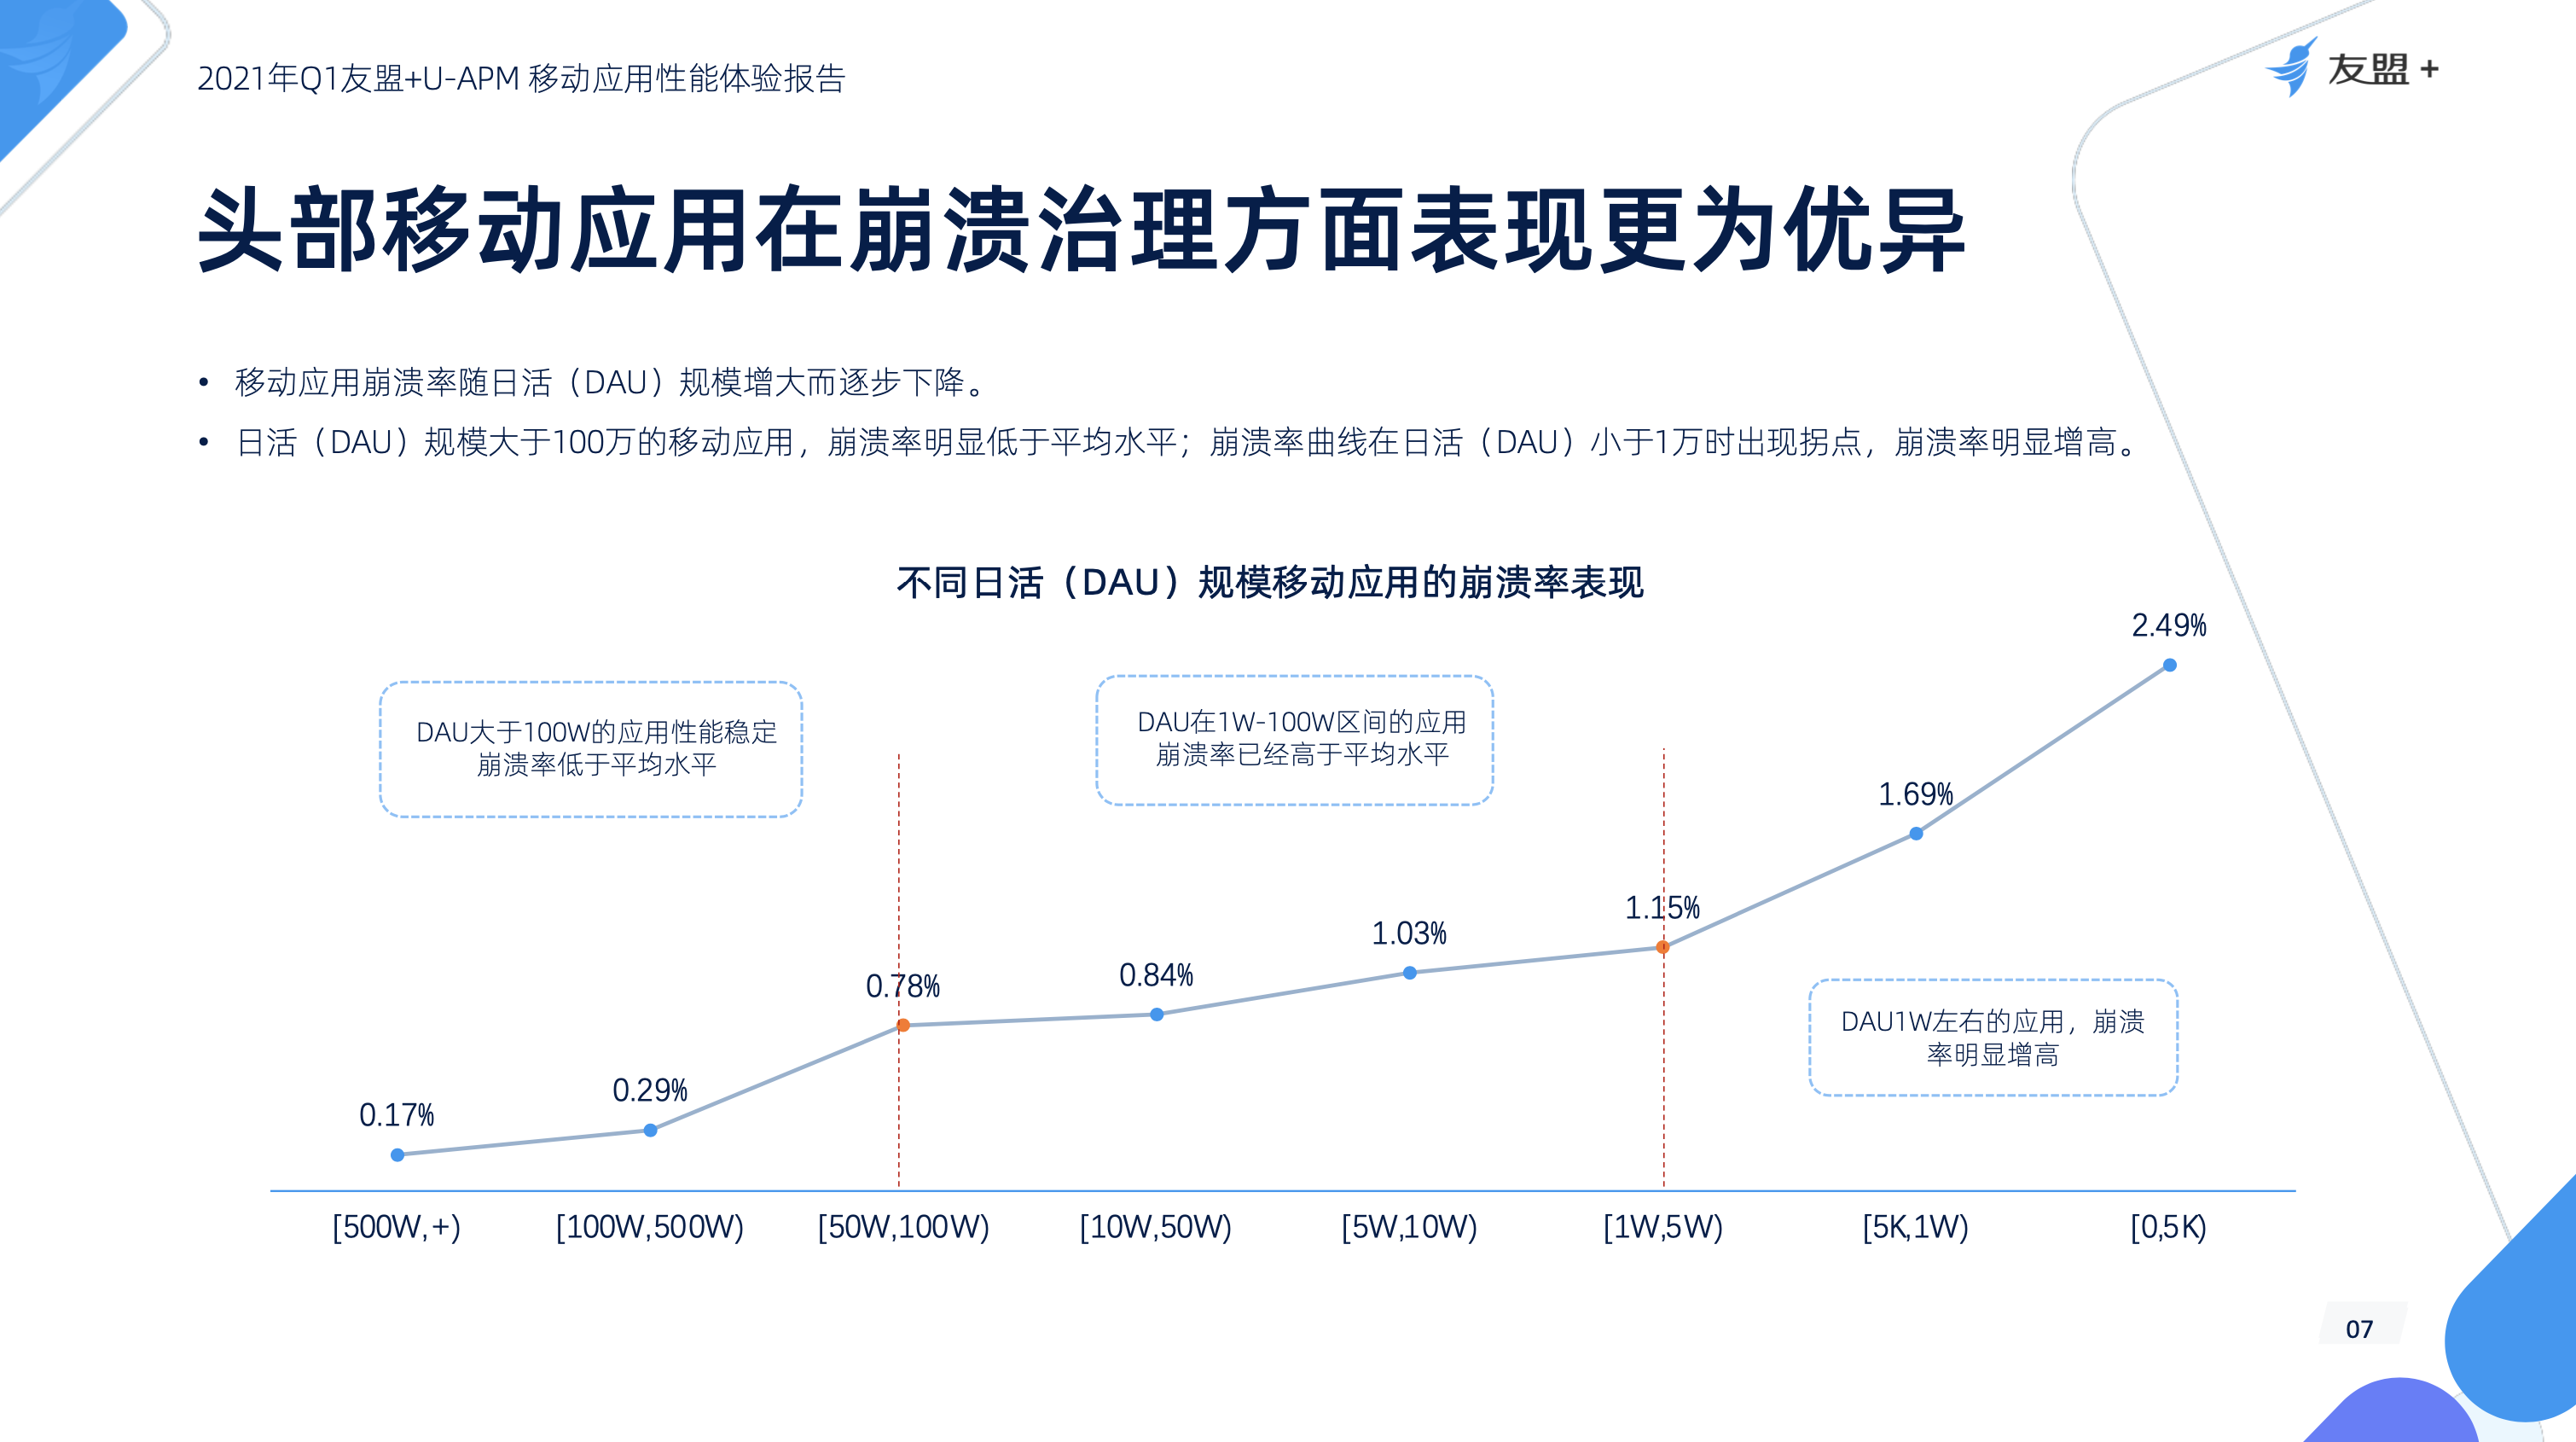 2021年Q1友盟+U-APM 移动应用性能体验报告
友盟+
头部移动应用在崩溃治理方面表现更为优异
• 移动应用崩溃率随日活（DAU）规模增大而逐步下降。
• 日活（DAU）规模大于100万的移动应用，崩溃率明显低于平均水平；崩溃率曲线在日活（DAU）小于1万时出现拐点，崩溃率明显增高。
不同日活（DAU）规模移动应用的崩溃率表现
2.49%
DAU大于100W的应用性能稳定
崩溃率低于平均水平
DAU在1W-100W区间的应用
崩溃率已经高于平均水平
1.69%
1.15%
1.03%
0.84%
0.78%
0.29%
0.17%
DAU1W左右的应用，崩溃
率明显增高
[500W,+) [100W,500W) [50W,100W) [10W,50W) [5W,10W) [1W,5W) [5K,1W) [0,5K)
07